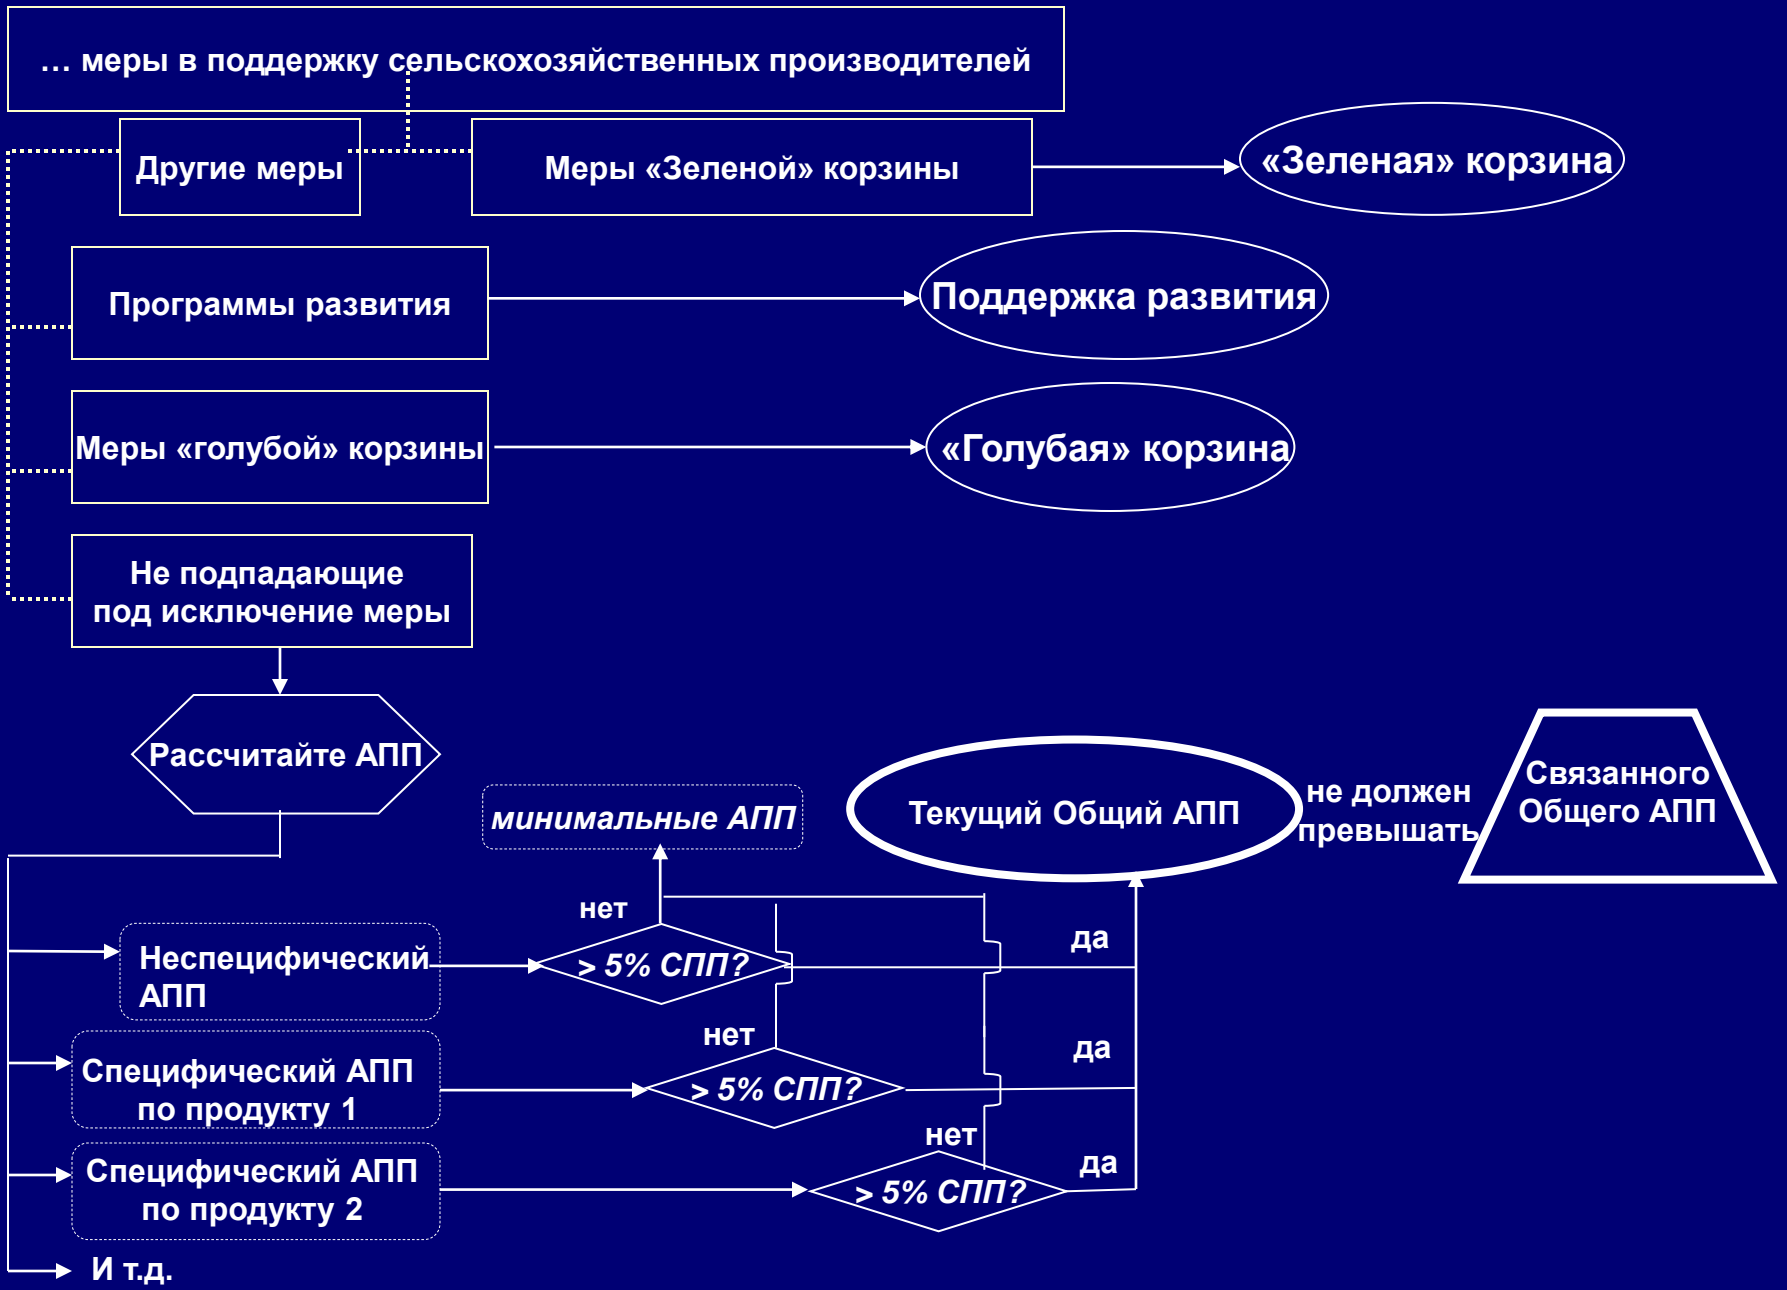 … меры в поддержку сельскохозяйственных производителей
Другие меры
Меры «Зеленой» корзины
«Зеленая» корзина
Программы развития
Поддержка развития
Меры «голубой» корзины
«Голубая» корзина
Не подпадающие
под исключение меры
Рассчитайте АПП
минимальные АПП
Текущий Общий АПП
не должен
превышать
Связанного
Общего АПП
нет
да
Неспецифический
АПП
> 5% СПП?
нет
да
Специфический АПП
по продукту 1
> 5% СПП?
нет
да
Специфический АПП
по продукту 2
> 5% СПП?
И т.д.